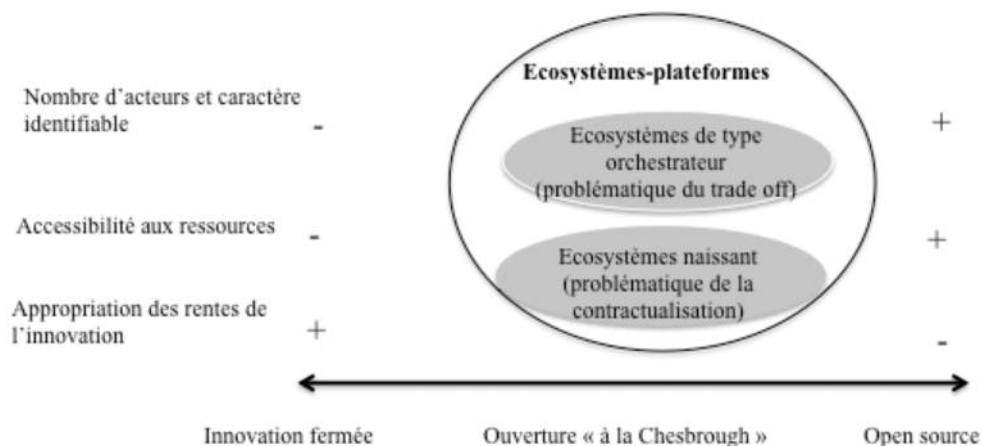 Ecosystèmes-plateformes
Nombre d'acteurs et caractère
identifiable
-
+
Ecosystèmes de type
orchestrateur
(problématique du trade off)
Accessibilité aux ressources
-
+
Ecosystèmes naissant
(problématique de la
contractualisation)
Appropriation des rentes de
l'innovation
+
-
Innovation fermée
Ouverture « à la Chesbrough »
Open source